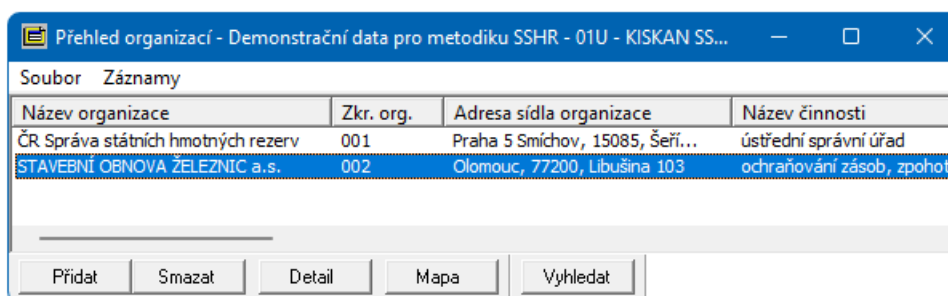 Přehled organizací - Demonstrační data pro metodiku SSHR - 01U - KISKAN SS...
Soubor Záznamy
Název organizace Zkr. org. Adresa sídla organizace Název činnosti
ČR Správa státních hmotných rezerv 001 Praha 5 Smíchov, 15085, Šeří... ústřední správní úřad
STAVEBNÍ OBNOVA ŽELEZNIC a.s. 002 Olomouc, 77200, Libušina 103 ochraňování zásob, zpohot
Přidat Smazat Detail Mapa Vyhledat